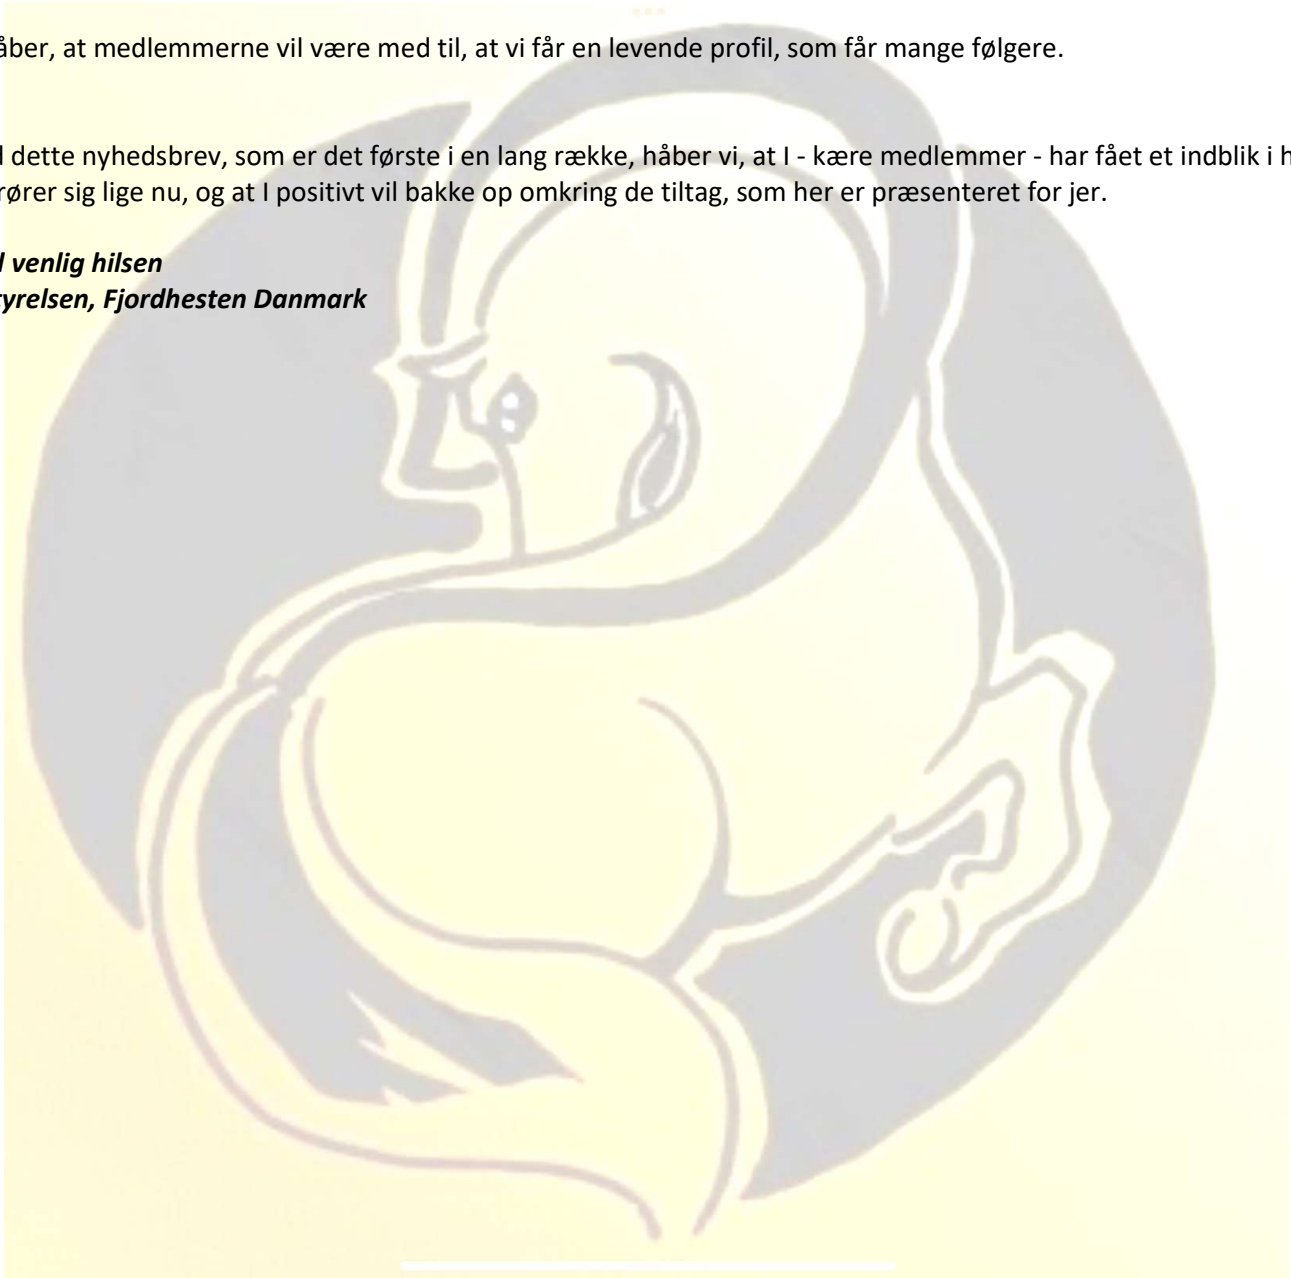 åber, at medlemmerne vil være med til, at vi får en levende profil, som får mange følgere.
dette nyhedsbrev, som er det første i en lang række, håber vi, at I - kære medlemmer - har fået et indblik i h
rører sig lige nu, og at I positivt vil bakke op omkring de tiltag, som her er præsenteret for jer.
venlig hilsen
tyrelsen, Fjordhesten Danmark